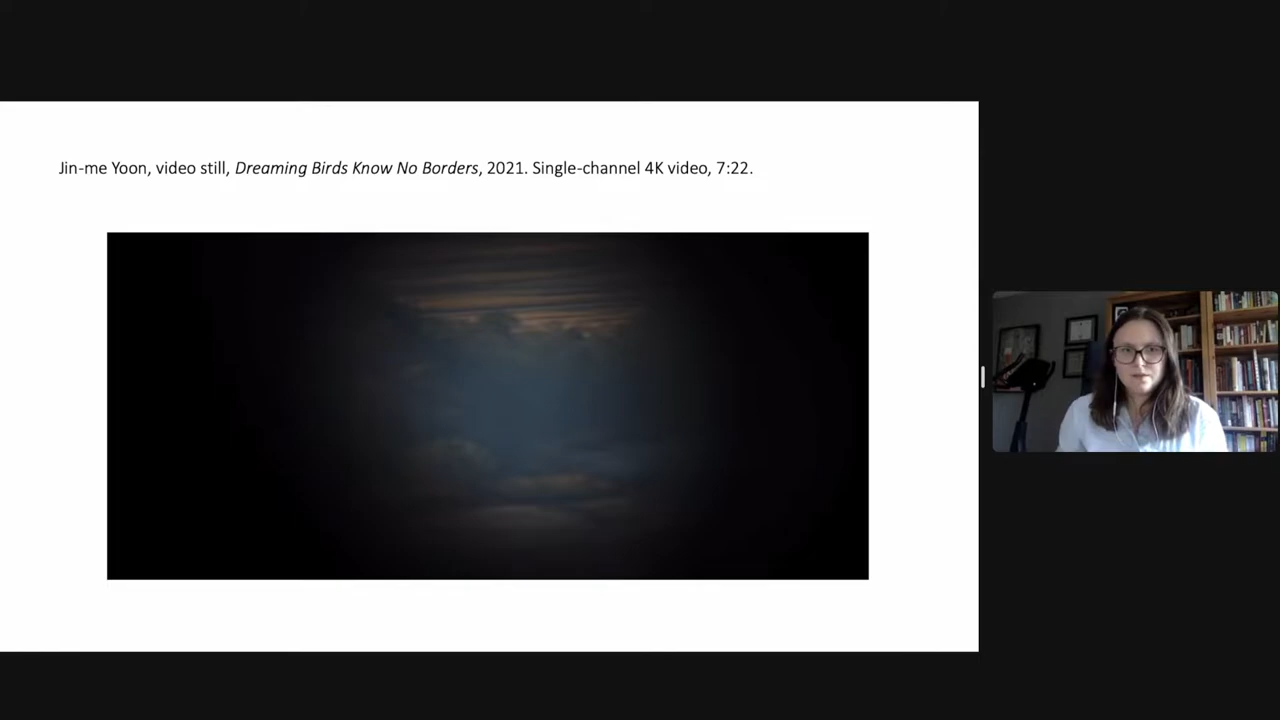 Jin-me Yoon, video still, Dreaming Birds Know No Borders, 2021. Single-channel 4K video, 7:22.